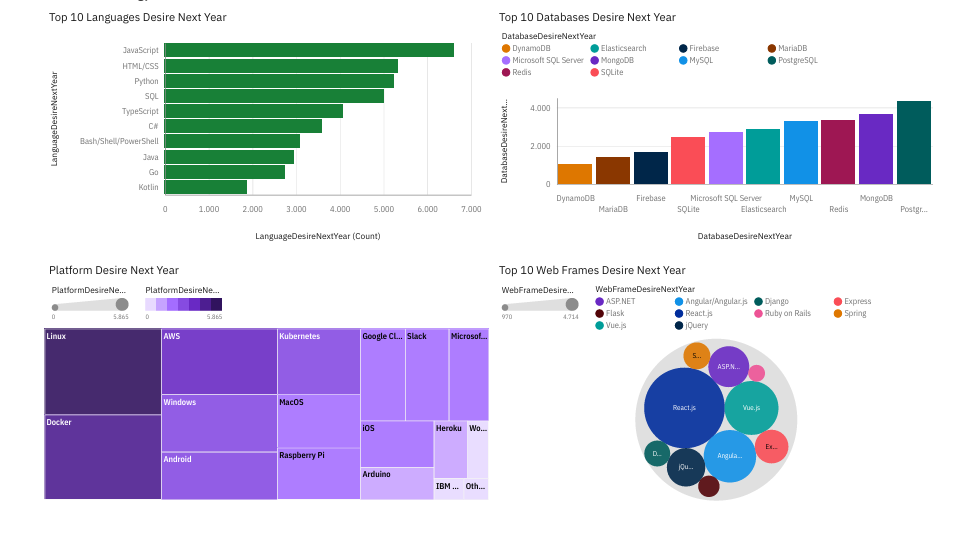 Top 10 Languages Desire Next Year
LanguageDesireNextYear
JavaScript
HTML/CSS
Python
SQL
TypeScript
C#
Bash/Shell/PowerShell
Java
Go
Kotlin
0 1.000 2.000 3.000 4.000 5.000 6.000 7.000
LanguageDesireNextYear (Count)
Top 10 Databases Desire Next Year
DatabaseDesireNextYear
DynamoDB Elasticsearch Firebase MariaDB
Microsoft SQL Server MongoDB MySQL PostgreSQL
Redis SQLite
DatabaseDesireNext...
4.000
2.000
0
DynamoDB Firebase Microsoft SQL Server MySQL MongoDB
MariaDB SQLite Elasticsearch Redis Postgr...
DatabaseDesireNextYear
Platform Desire Next Year
PlatformDesireNe... PlatformDesireNe...
0 5.865 0 5.865
Linux AWS Kubernetes Google Cl... Slack Microsof...
Windows MacOS
Docker iOS Heroku Wo...
Android Raspberry Pi
Arduino
IBM ... Oth...
Top 10 Web Frames Desire Next Year
WebFrameDesire... WebFrameDesireNextYear
970 4.714
ASP.NET Angular/Angular.js Django Express
Flask React.js Ruby on Rails Spring
Vue.js jQuery
S...
ASP.N...
React.js Vue.js
Ex...
D... Angula...
jQu...